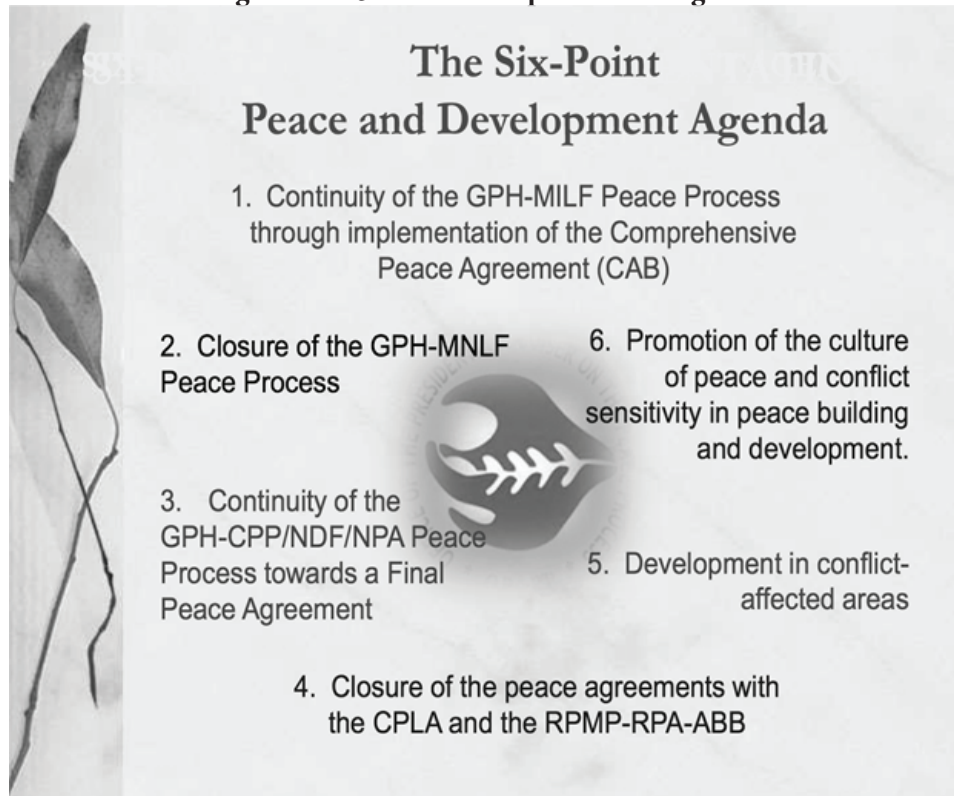 The Six-Point
Peace and Development Agenda
1. Continuity of the GPH-MILF Peace Process
through implementation of the Comprehensive
Peace Agreement (CAB)
2. Closure of the GPH-MNLF
Peace Process
3. Continuity of the
GPH-CPP/NDF/NPA Peace
Process towards a Final
Peace Agreement
4. Closure of the peace agreements with
the CPLA and the RPMP-RPA-ABB
5. Development in conflict-
affected areas
6. Promotion of the culture
of peace and conflict
sensitivity in peace building
and development.